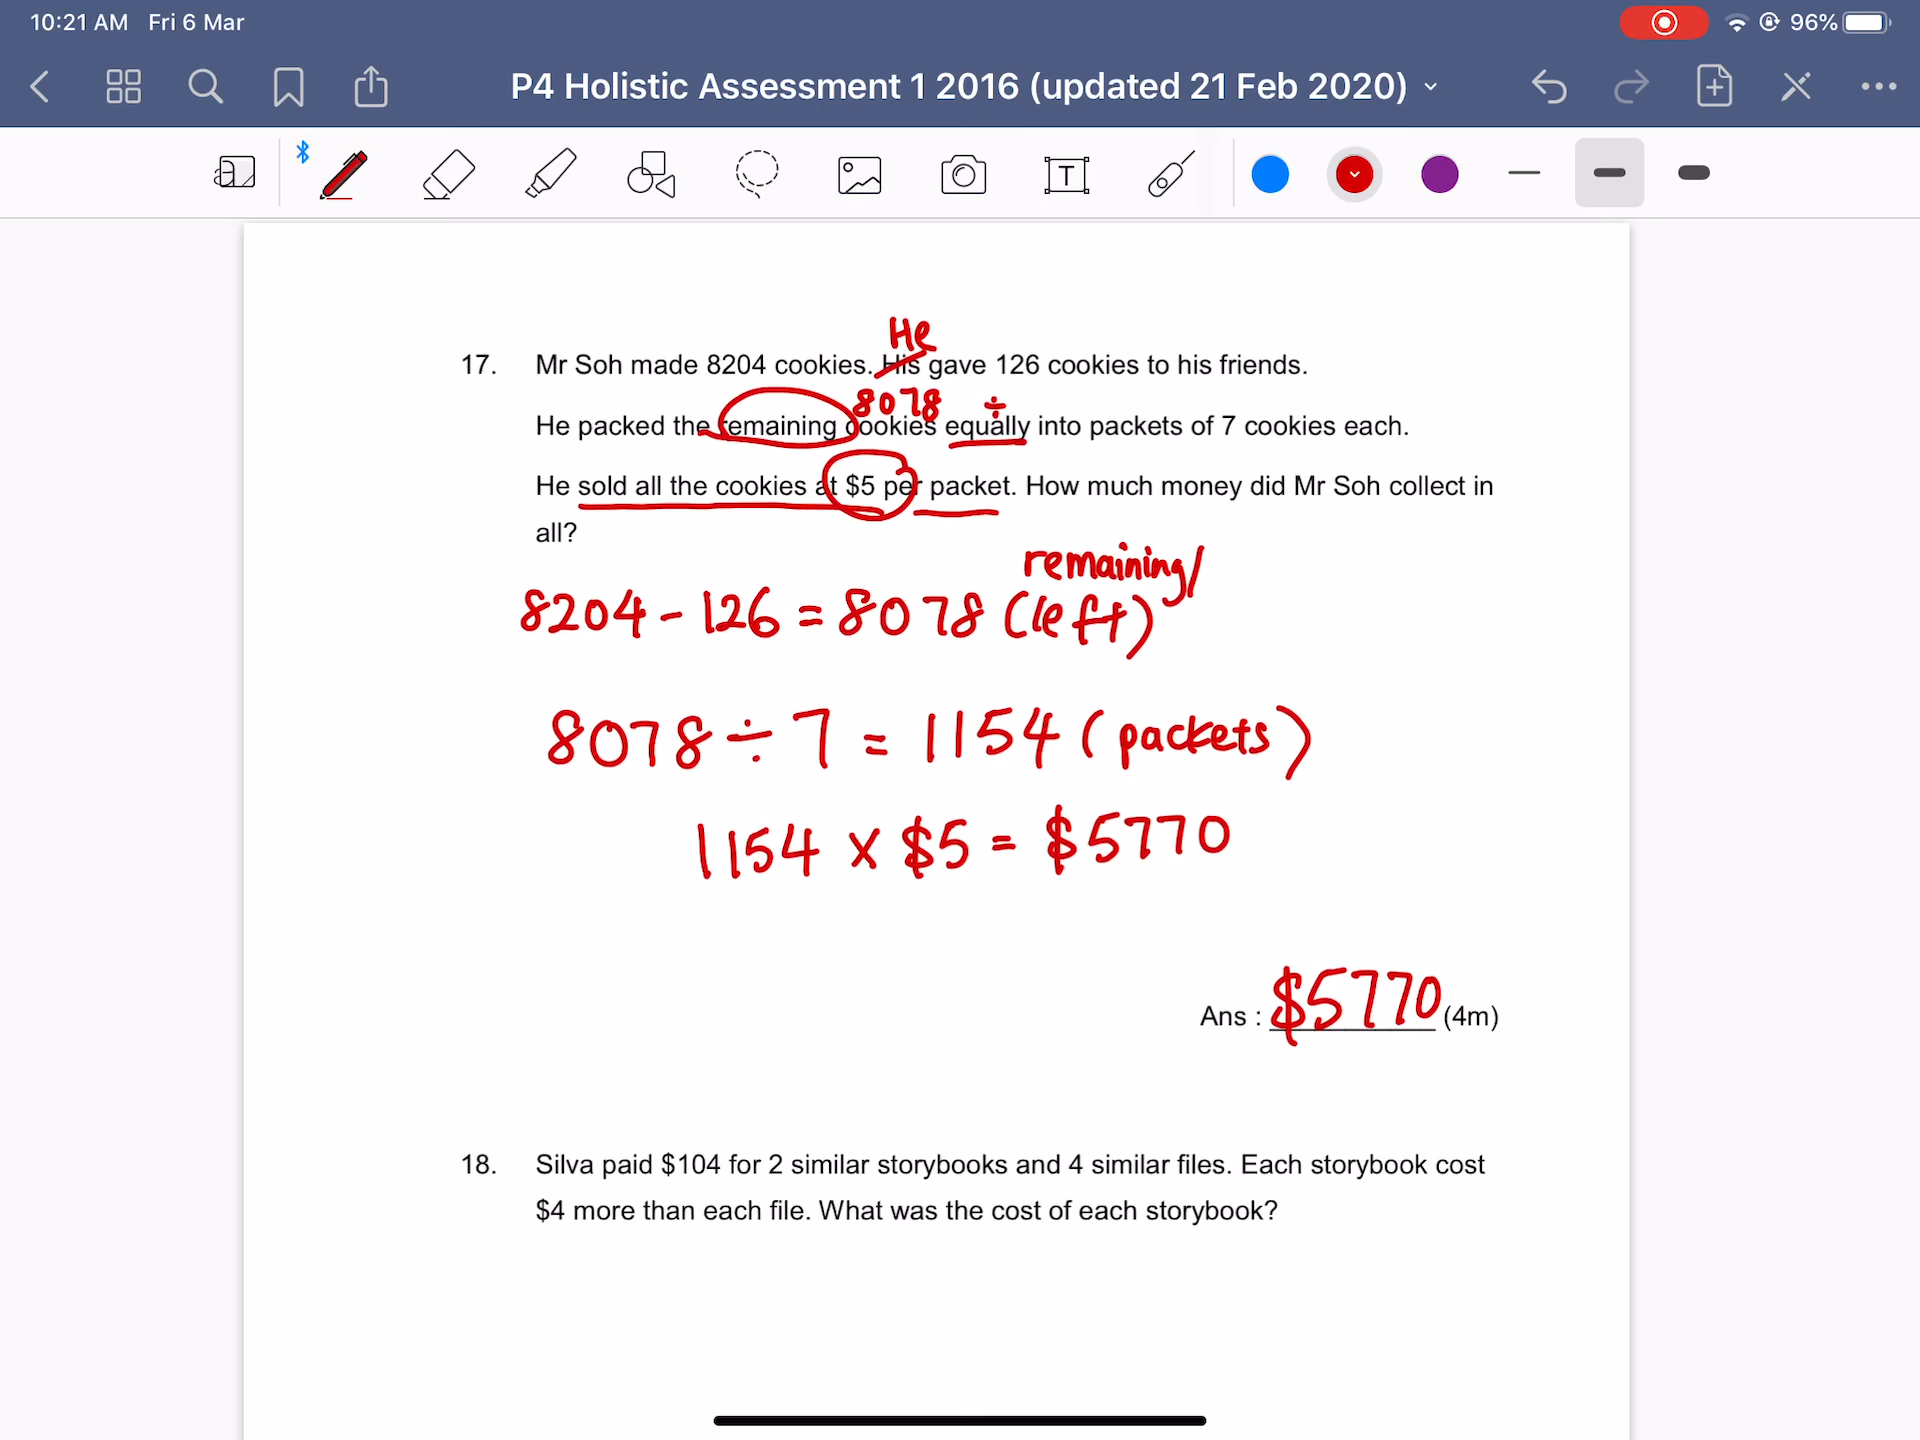 10:21 AM Fri 6 Mar 96%
P4 Holistic Assessment 1 2016 (updated 21 Feb 2020)
He
17. Mr Soh made 8204 cookies. His gave 126 cookies to his friends.
8078 ÷
He packed the remaining cookies equally into packets of 7 cookies each.
He sold all the cookies at $5 per packet. How much money did Mr Soh collect in
all?
remaining/
8204 - 126 = 8078 (left)
8078 ÷ 7 = 1154 (packets)
1154 x $5 = $5770
Ans : $5770 (4m)
18. Silva paid $104 for 2 similar storybooks and 4 similar files. Each storybook cost
$4 more than each file. What was the cost of each storybook?